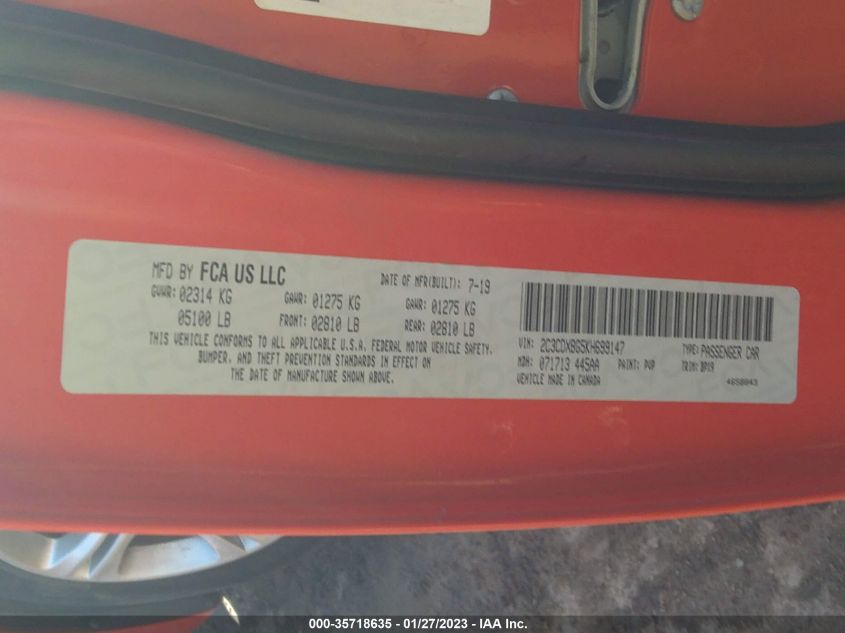 MFD BY FCA US LLC
DATE OF MFR(BUILT): 7-19
GVWR: 02314 KG
GAWR: 01275 KG
GAWR: 01275 KG
05100 LB
FRONT: 02810 LB
REAR: 02810 LB
THIS VEHICLE CONFORMS TO ALL APPLICABLE U.S.A. FEDERAL MOTOR VEHICLE SAFETY,
BUMPER, AND THEFT PREVENTION STANDARDS IN EFFECT ON
THE DATE OF MANUFACTURE SHOWN ABOVE.
VIN: 2C3CDXBG5KH699147 TYPE: PASSENGER CAR
MDH: 071713 445AA PAINT: PVP TRIM: DPX9
VEHICLE MADE IN CANADA 4658043
000-35718635 - 01/27/2023 - IAA Inc.